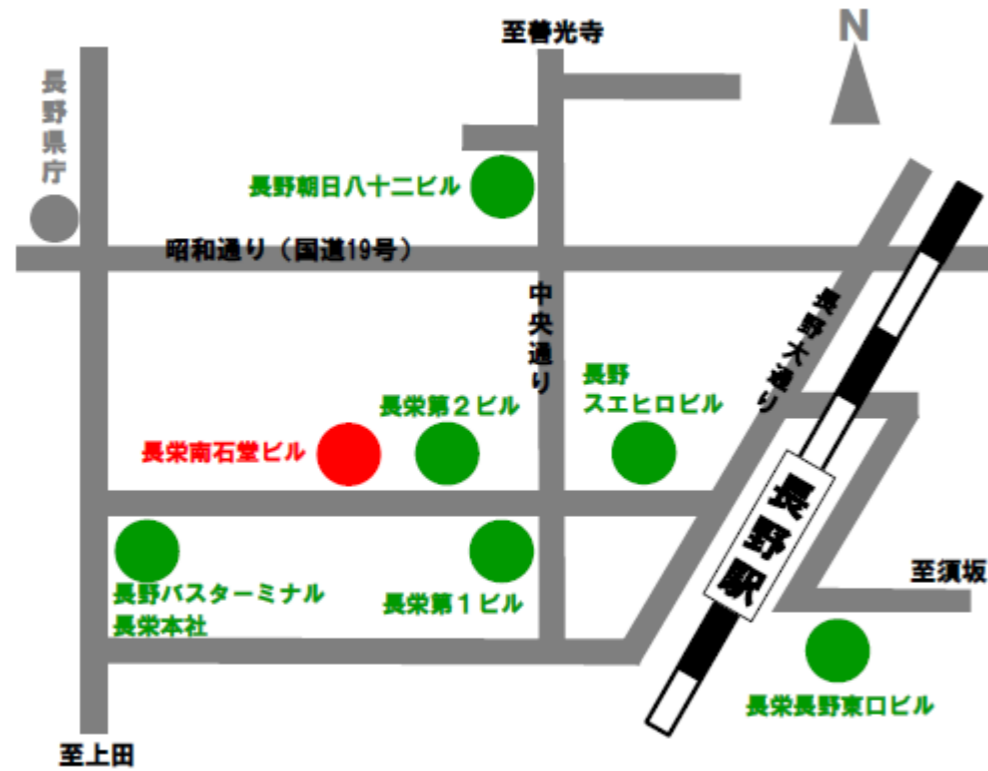 至善光寺
N
長野県庁
長野朝日八十二ビル
昭和通り（国道19号）
中央通り
長野大通り
長野
スエヒロビル
長栄第２ビル
長栄南石堂ビル
長野駅
長野バスターミナル
長栄本社
長栄第１ビル
至須坂
長栄長野東口ビル
至上田